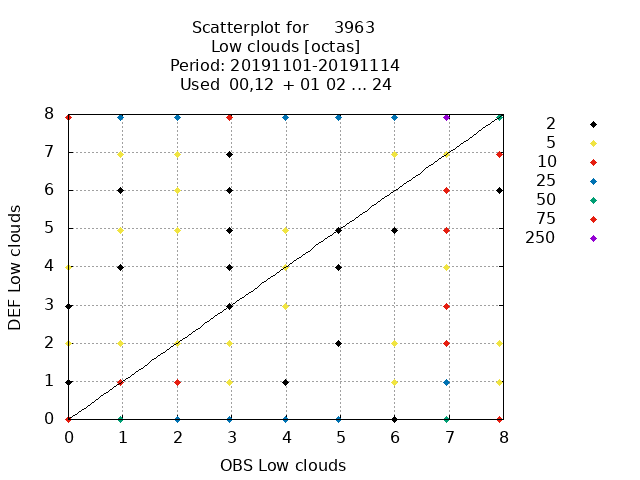 Scatterplot for 3963
Low clouds [octas]
Period: 20191101-20191114
Used 00,12 + 01 02 ... 24
8
7
6
5
4
3
2
1
0
DEF Low clouds
0 1 2 3 4 5 6 7 8
OBS Low clouds
2
5
10
25
50
75
250